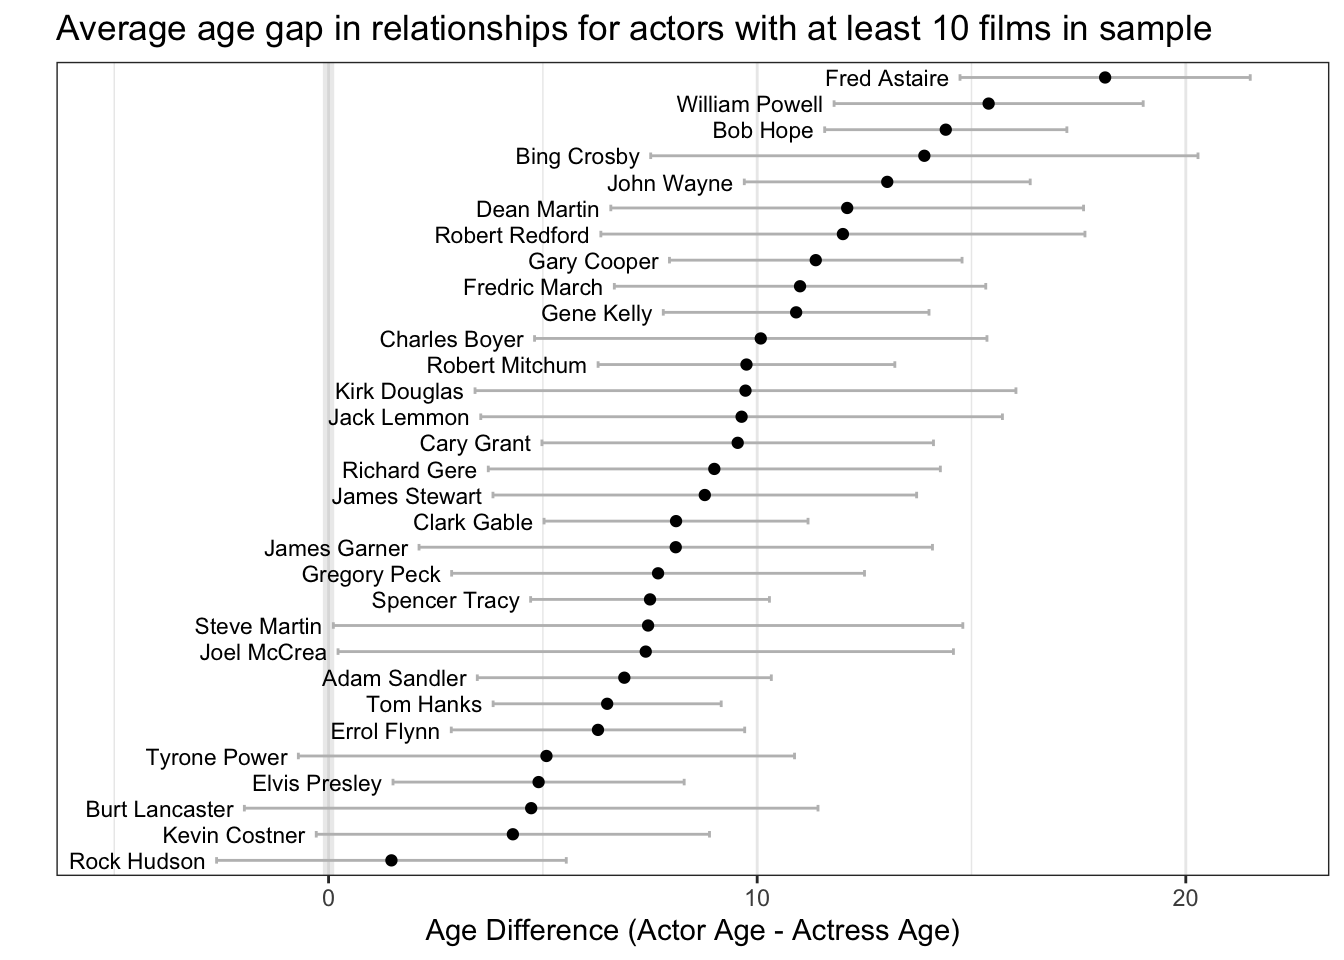 Average age gap in relationships for actors with at least 10 films in sample
Fred Astaire
William Powell
Bob Hope
Bing Crosby
John Wayne
Dean Martin
Robert Redford
Gary Cooper
Fredric March
Gene Kelly
Charles Boyer
Robert Mitchum
Kirk Douglas
Jack Lemmon
Cary Grant
Richard Gere
James Stewart
Clark Gable
James Garner
Gregory Peck
Spencer Tracy
Steve Martin
Joel McCrea
Adam Sandler
Tom Hanks
Errol Flynn
Tyrone Power
Elvis Presley
Burt Lancaster
Kevin Costner
Rock Hudson
0 10 20
Age Difference (Actor Age - Actress Age)